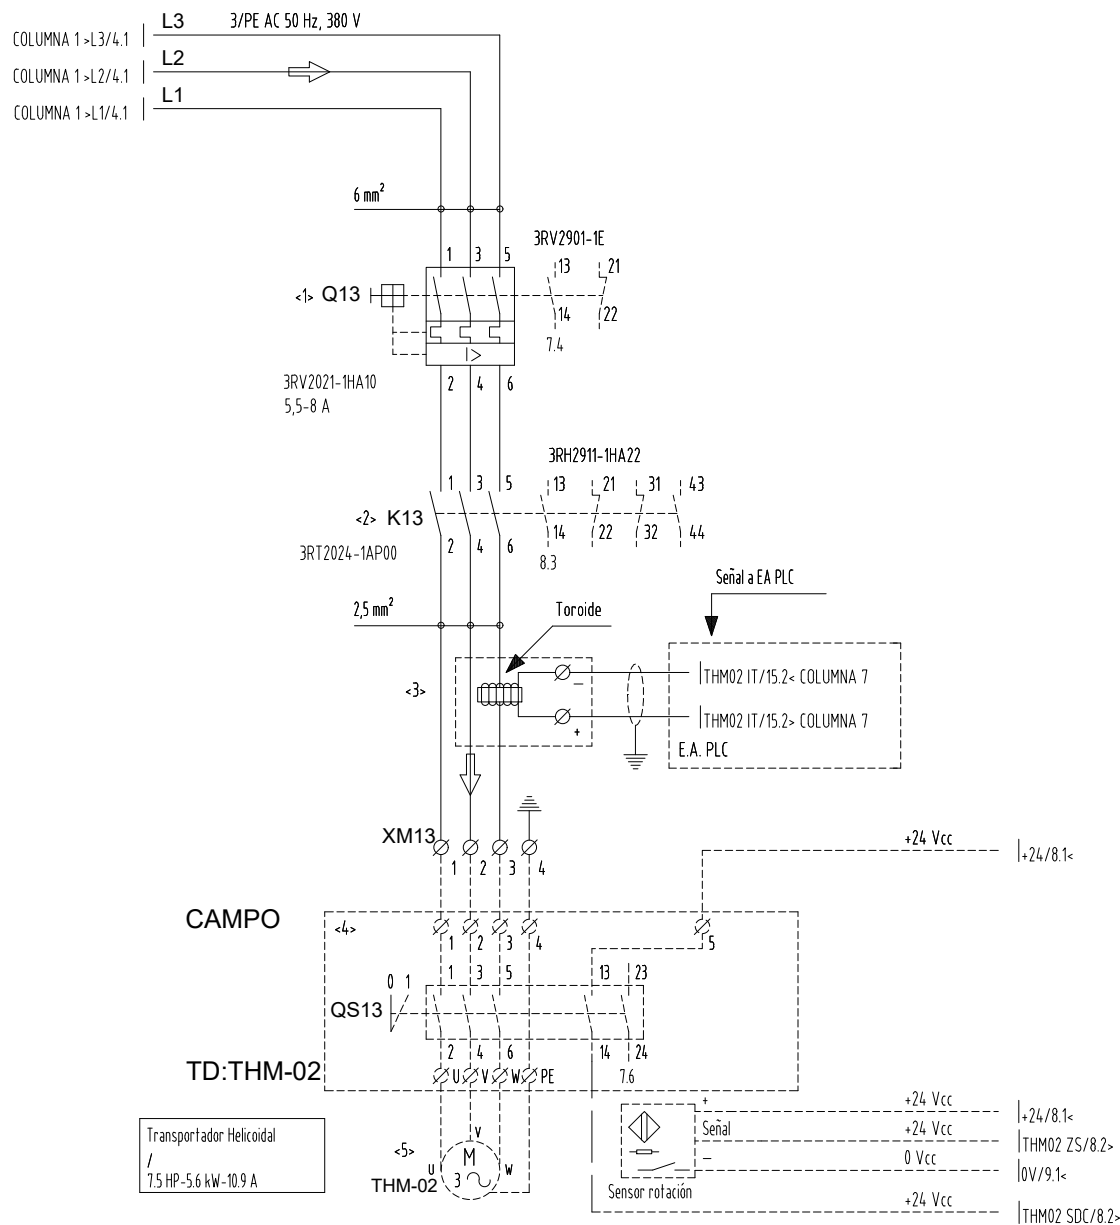 L3
3/PE AC 50 Hz, 380 V
COLUMNA 1 >L3/4.1
L2
COLUMNA 1 >L2/4.1
L1
COLUMNA 1 >L1/4.1
6 mm²
3RV2901-1E
1 3 5 13 21
<1> Q13
14 22
I>
7.4
3RV2021-1HA10
2 4 6
5,5-8 A
3RH2911-1HA22
1 3 5 13 21 31 43
<2> K13
2 4 6 14 22 32 44
3RT2024-1AP00
8.3
Señal a EA PLC
2,5 mm²
Toroide
<3>
THM02 IT/15.2< COLUMNA 7
–
THM02 IT/15.2> COLUMNA 7
+
E.A. PLC
XM13
+24 Vcc
+24/8.1<
1 2 3 4
CAMPO
<4>
1 2 3 4 5
0 1
1 3 5 13 23
QS13
2 4 6 14 24
TD:THM-02
U V W PE
7.6
+ +24 Vcc
+24/8.1<
Transportador Helicoidal
/
7.5 HP-5.6 kW-10.9 A
Señal +24 Vcc
THM02 ZS/8.2>
<5>
V
M
3
U
W
THM-02
– 0 Vcc
0V/9.1<
Sensor rotación
+24 Vcc
THM02 SDC/8.2>